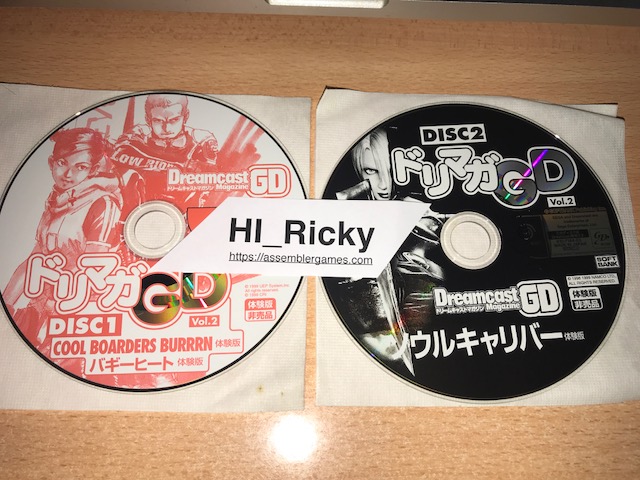 LOW RIG
Dreamcast
ドリームキャストマガジン Magazine
GD
ドリマガGD
Vol.2
DISC1
体験版
非売品
COOL BOARDERS BURRRN 体験版
バギーヒート 体験版
HI_Ricky
https://assemblergames.com
DISC2
ドリマガGD
Vol.2
SOFT
BANK
Dreamcast
ドリームキャストマガジン Magazine
GD
体験版
非売品
ウルキャリバー 体験版